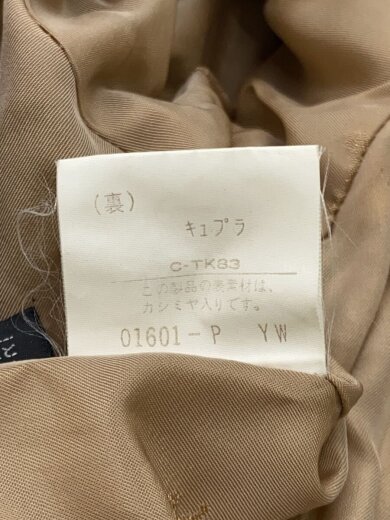 (裏)
キュプラ
C-TK83
この製品の表素材は、
カシミヤ入りです。
01601-P YW